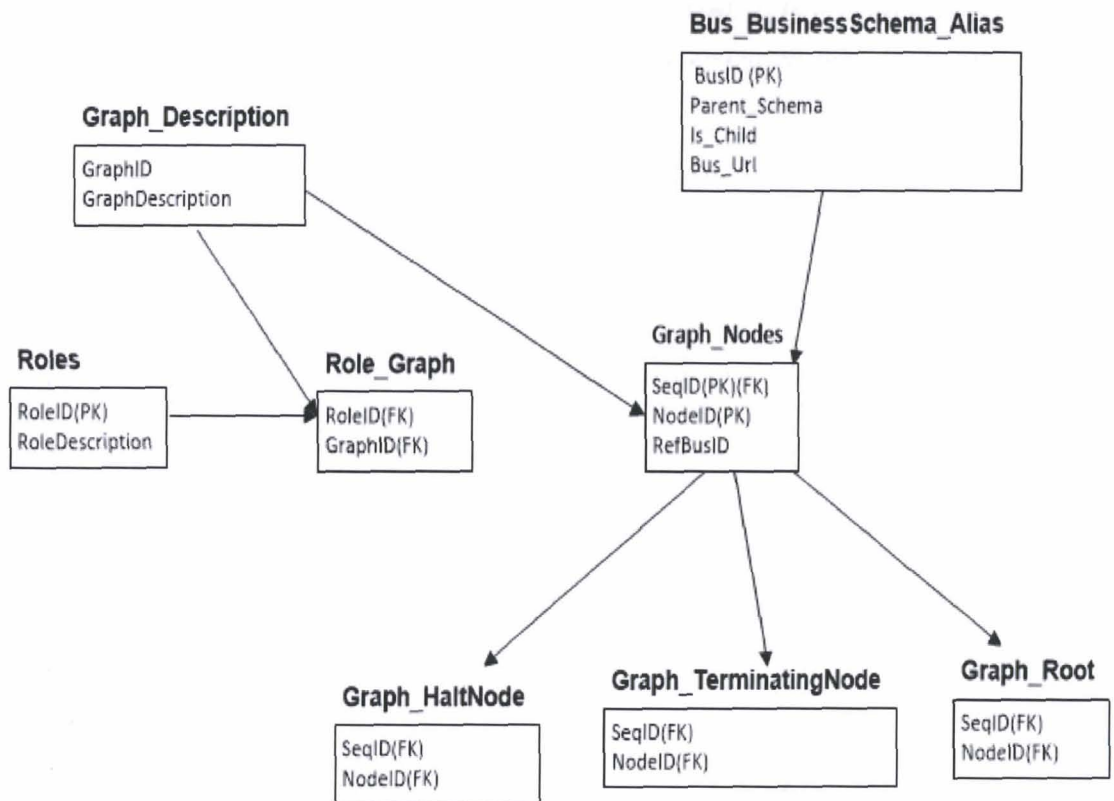 Bus_BusinessSchema_Alias
BusID (PK)
Parent_Schema
Is_Child
Bus_Url
Graph_Description
GraphID
GraphDescription
Graph_Nodes
SeqID(PK)(FK)
NodeID(PK)
RefBusID
Roles
RoleID(PK)
RoleDescription
Role_Graph
RoleID(FK)
GraphID(FK)
Graph_HaltNode
SeqID(FK)
NodeID(FK)
Graph_TerminatingNode
SeqID(FK)
NodeID(FK)
Graph_Root
SeqID(FK)
NodeID(FK)